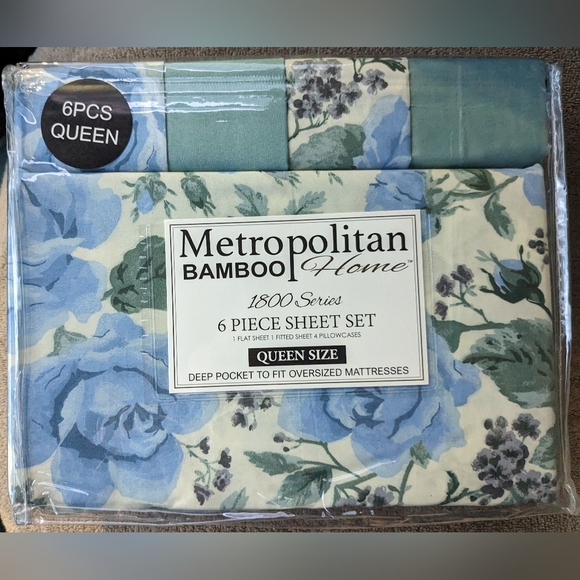 6PCS
QUEEN
Metropolitan
BAMBOO Home™
1800 Series
6 PIECE SHEET SET
1 FLAT SHEET 1 FITTED SHEET 4 PILLOWCASES
QUEEN SIZE
DEEP POCKET TO FIT OVERSIZED MATTRESSES